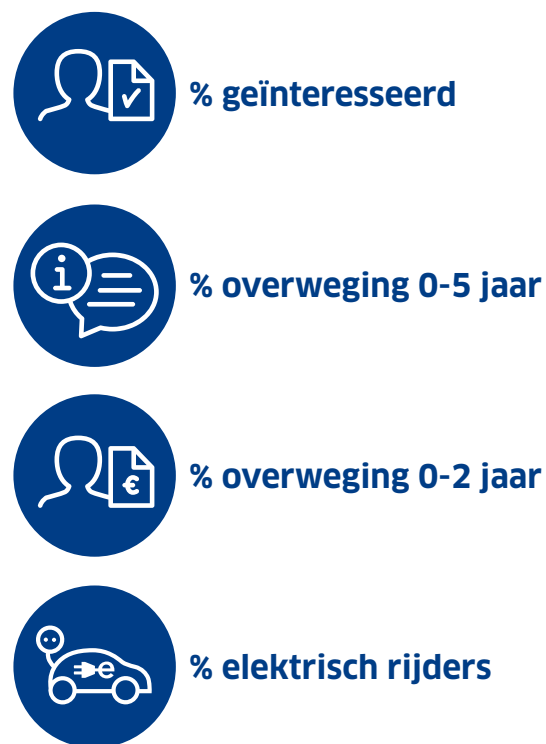 % geïnteresseerd
i
% overweging 0-5 jaar
€
% overweging 0-2 jaar
e
% elektrisch rijders